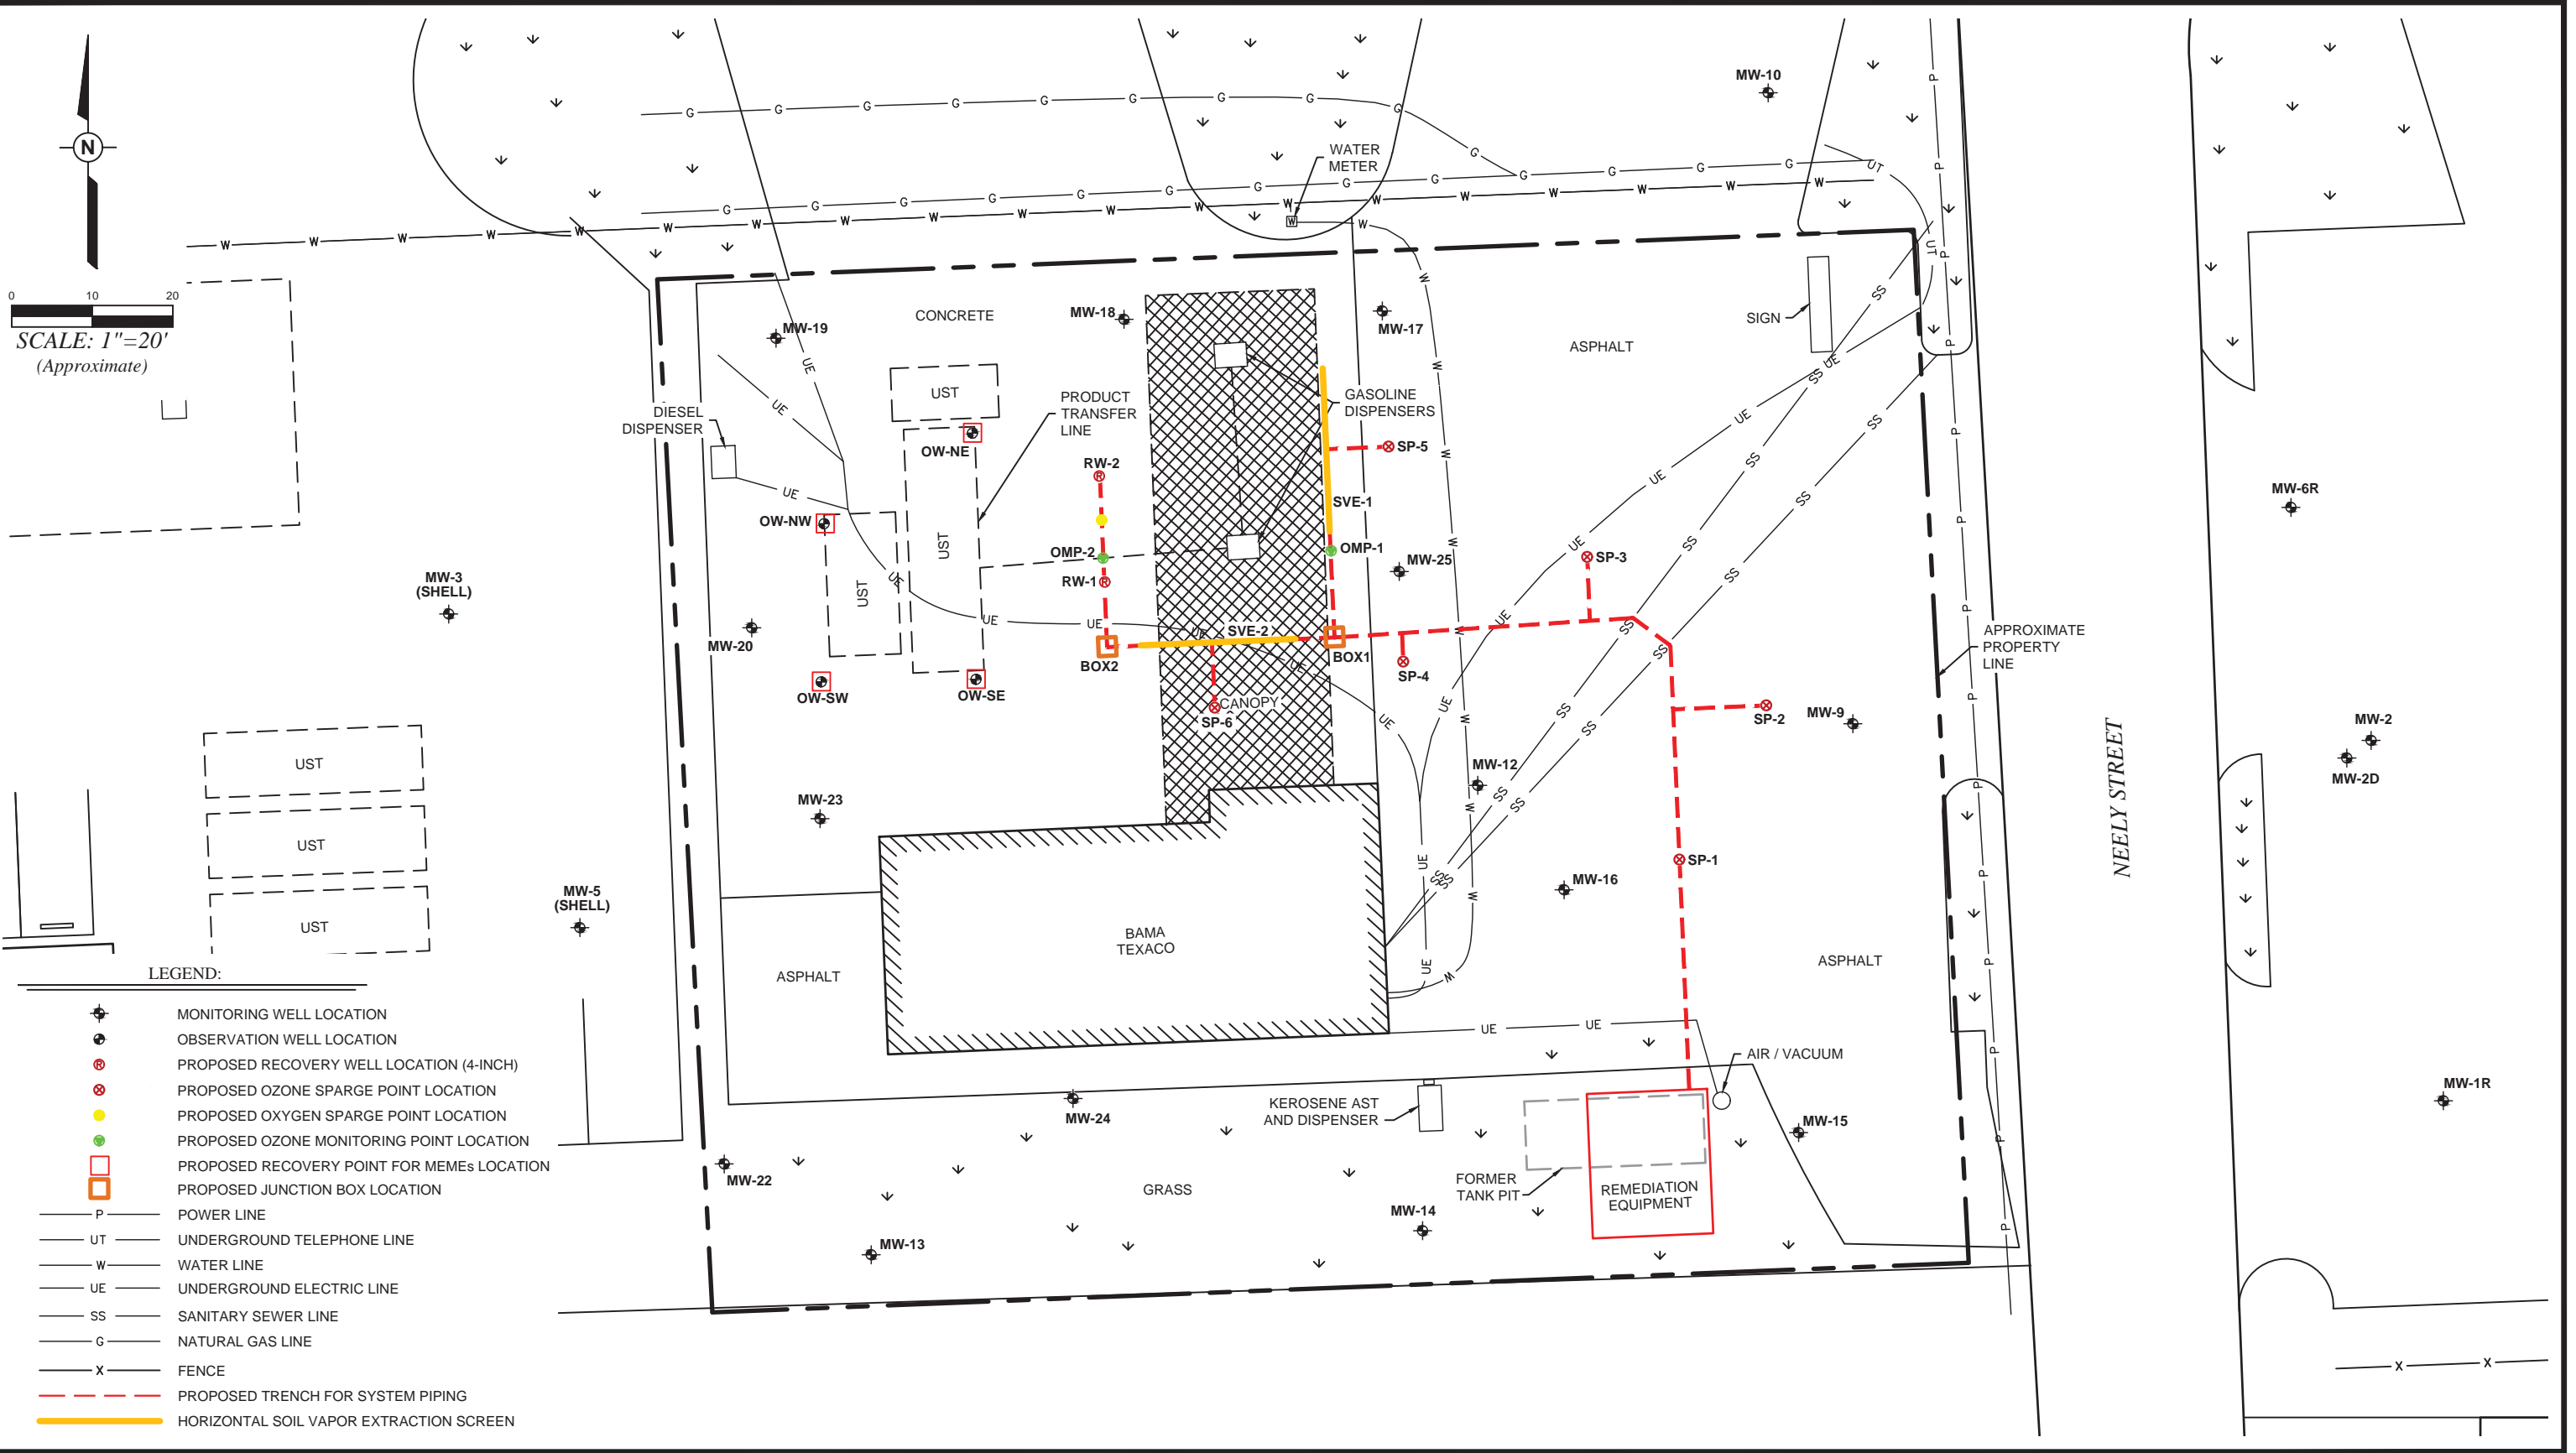 MW-10
WATER
METER
N
0 10 20
SCALE: 1"=20'
(Approximate)
CONCRETE
MW-18
MW-17
MW-19
SIGN
ASPHALT
UST
DIESEL
DISPENSER
PRODUCT
TRANSFER
LINE
GASOLINE
DISPENSERS
OW-NE
SP-5
RW-2
MW-6R
SVE-1
OW-NW
UST
OMP-2
OMP-1
MW-25
SP-3
RW-1
UST
MW-3
(SHELL)
MW-20
SVE-2
BOX2
BOX1
SP-4
APPROXIMATE
PROPERTY
LINE
OW-SW
OW-SE
CANOPY
SP-6
SP-2
MW-9
MW-2
MW-2D
NEELY STREET
UST
MW-12
MW-23
UST
SP-1
MW-16
MW-5
(SHELL)
UST
BAMA
TEXACO
ASPHALT
ASPHALT
AIR / VACUUM
MW-24
KEROSENE AST
AND DISPENSER
MW-15
MW-1R
MW-22
GRASS
FORMER
TANK PIT
REMEDIATION
EQUIPMENT
MW-14
MW-13
LEGEND:
MONITORING WELL LOCATION
OBSERVATION WELL LOCATION
R PROPOSED RECOVERY WELL LOCATION (4-INCH)
PROPOSED OZONE SPARGE POINT LOCATION
PROPOSED OXYGEN SPARGE POINT LOCATION
PROPOSED OZONE MONITORING POINT LOCATION
PROPOSED RECOVERY POINT FOR MEMEs LOCATION
PROPOSED JUNCTION BOX LOCATION
P POWER LINE
UT UNDERGROUND TELEPHONE LINE
W WATER LINE
UE UNDERGROUND ELECTRIC LINE
SS SANITARY SEWER LINE
G NATURAL GAS LINE
X FENCE
PROPOSED TRENCH FOR SYSTEM PIPING
HORIZONTAL SOIL VAPOR EXTRACTION SCREEN